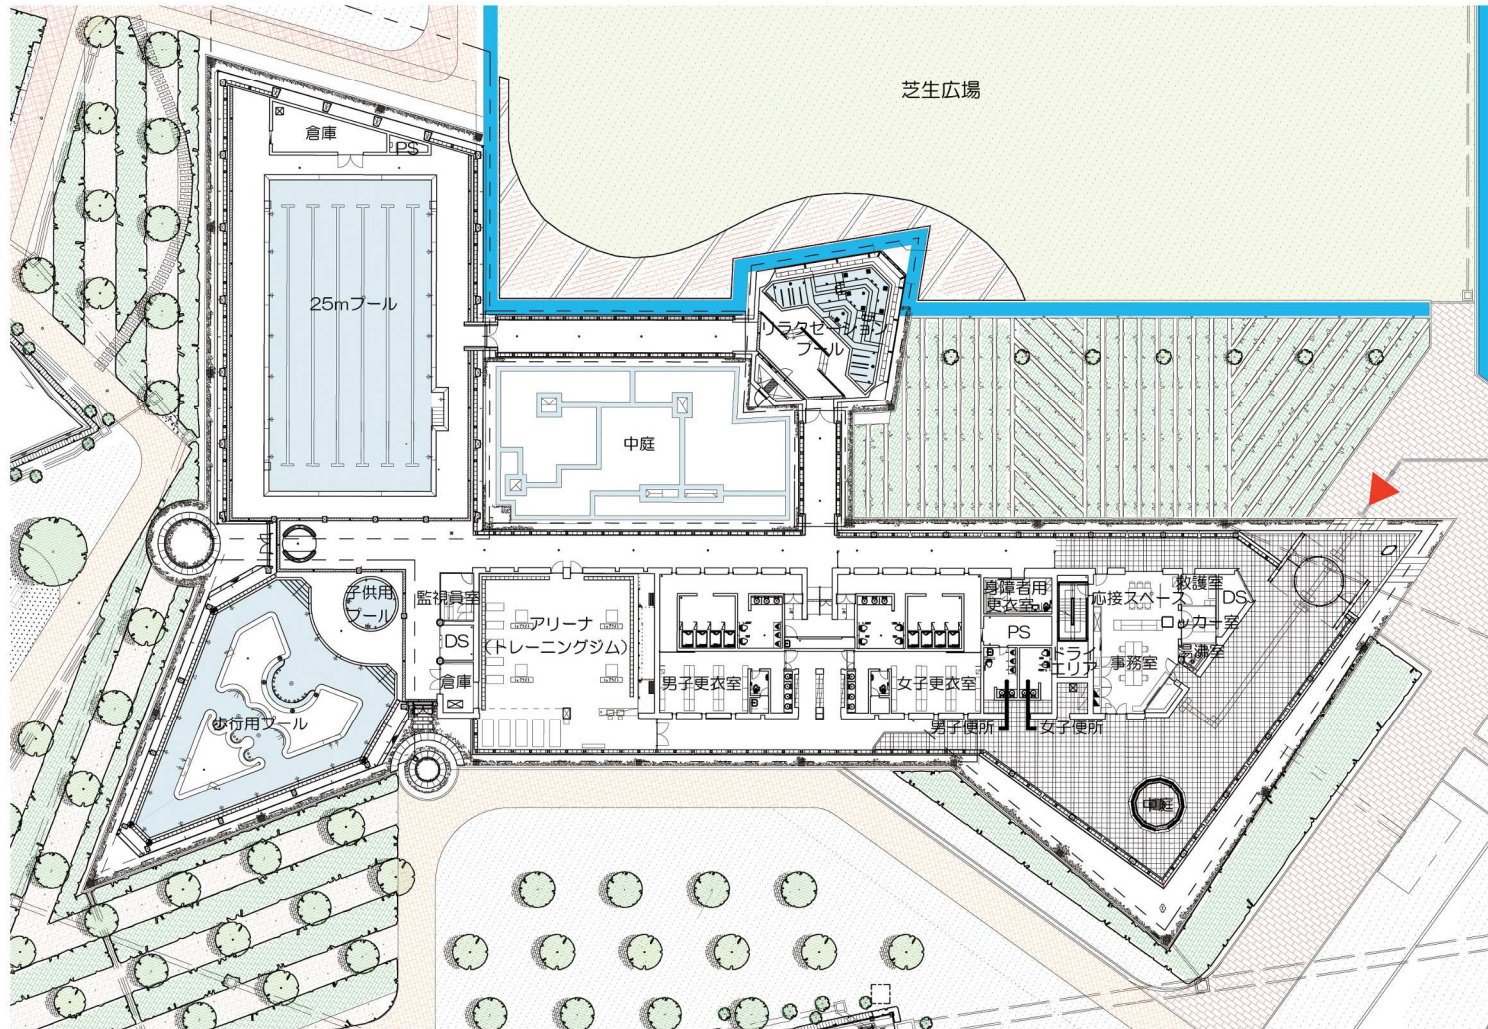 芝生広場
倉庫
PS
25mプール
リラクゼーション
プール
中庭
子供用
プール
監視員室
DS
倉庫
アリーナ
(トレーニングジム)
歩行用プール
男子更衣室
女子更衣室
身障者用
更衣室
PS
ドライ
エリア
男子便所
女子便所
応接スペース
事務室
救護室
DS
ロッカー室
湯沸室
中庭